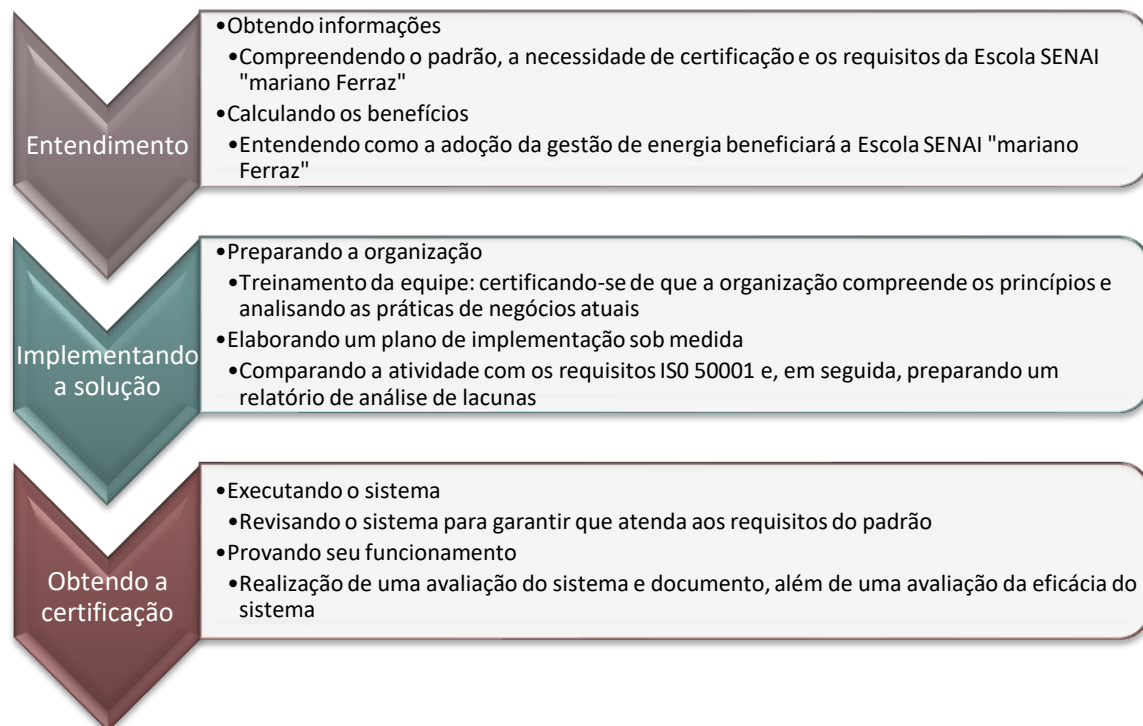 Entendimento
•Obtendo informações
•Compreendendo o padrão, a necessidade de certificação e os requisitos da Escola SENAI
"mariano Ferraz"
•Calculando os benefícios
•Entendendo como a adoção da gestão de energia beneficiará a Escola SENAI "mariano
Ferraz"
Implementando
a solução
•Preparando a organização
•Treinamento da equipe: certificando-se de que a organização compreende os princípios e
analisando as práticas de negócios atuais
•Elaborando um plano de implementação sob medida
•Comparando a atividade com os requisitos IS0 50001 e, em seguida, preparando um
relatório de análise de lacunas
Obtendo a
certificação
•Executando o sistema
•Revisando o sistema para garantir que atenda aos requisitos do padrão
•Provando seu funcionamento
•Realização de uma avaliação do sistema e documento, além de uma avaliação da eficácia do
sistema